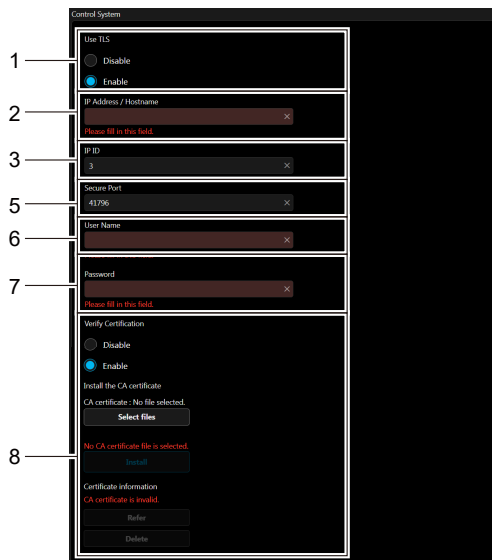 Control System
1
Use TLS
Disable
Enable
2
IP Address / Hostname
×
Please fill in this field.
3
IP ID
3 ×
5
Secure Port
41796 ×
6
User Name
×
7
Password
×
Please fill in this field.
8
Verify Certification
Disable
Enable
Install the CA certificate
CA certificate : No file selected.
Select files
No CA certificate file is selected.
Install
Certificate information
CA certificate is invalid.
Refer
Delete